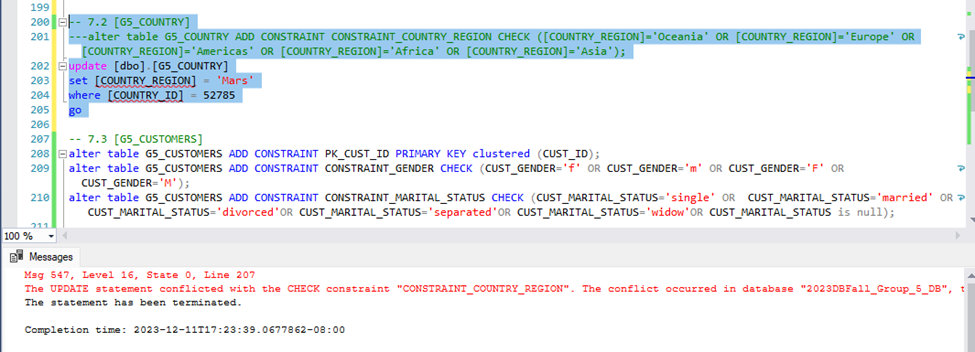 199
200 -- 7.2 [G5_COUNTRY]
201 ---alter table G5_COUNTRY ADD CONSTRAINT CONSTRAINT_COUNTRY_REGION CHECK ([COUNTRY_REGION]='Oceania' OR [COUNTRY_REGION]='Europe' OR
[COUNTRY_REGION]='Americas' OR [COUNTRY_REGION]='Africa' OR [COUNTRY_REGION]='Asia');
202 update [dbo].[G5_COUNTRY]
203 set [COUNTRY_REGION] = 'Mars'
204 where [COUNTRY_ID] = 52785
205 go
206
207 -- 7.3 [G5_CUSTOMERS]
208 alter table G5_CUSTOMERS ADD CONSTRAINT PK_CUST_ID PRIMARY KEY clustered (CUST_ID);
209 alter table G5_CUSTOMERS ADD CONSTRAINT CONSTRAINT_GENDER CHECK (CUST_GENDER='f' OR CUST_GENDER='m' OR CUST_GENDER='F' OR
CUST_GENDER='M');
210 alter table G5_CUSTOMERS ADD CONSTRAINT CONSTRAINT_MARITAL_STATUS CHECK (CUST_MARITAL_STATUS='single' OR  CUST_MARITAL_STATUS='married' OR
CUST_MARITAL_STATUS='divorced'OR CUST_MARITAL_STATUS='separated'OR CUST_MARITAL_STATUS='widow'OR CUST_MARITAL_STATUS is null);
211
100 %
Messages
Msg 547, Level 16, State 0, Line 207
The UPDATE statement conflicted with the CHECK constraint "CONSTRAINT_COUNTRY_REGION". The conflict occurred in database "2023DBFall_Group_5_DB",
The statement has been terminated.
Completion time: 2023-12-11T17:23:39.0677862-08:00